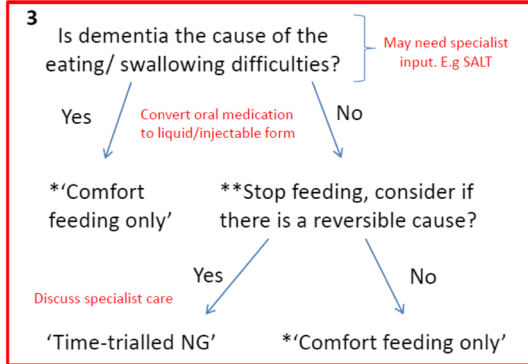 3
Is dementia the cause of the
eating/ swallowing difficulties?
May need specialist
input. E.g SALT
Yes
Convert oral medication
to liquid/injectable form
No
*‘Comfort
feeding only’
**Stop feeding, consider if
there is a reversible cause?
Yes
No
Discuss specialist care
‘Time-trialled NG’
*‘Comfort feeding only’